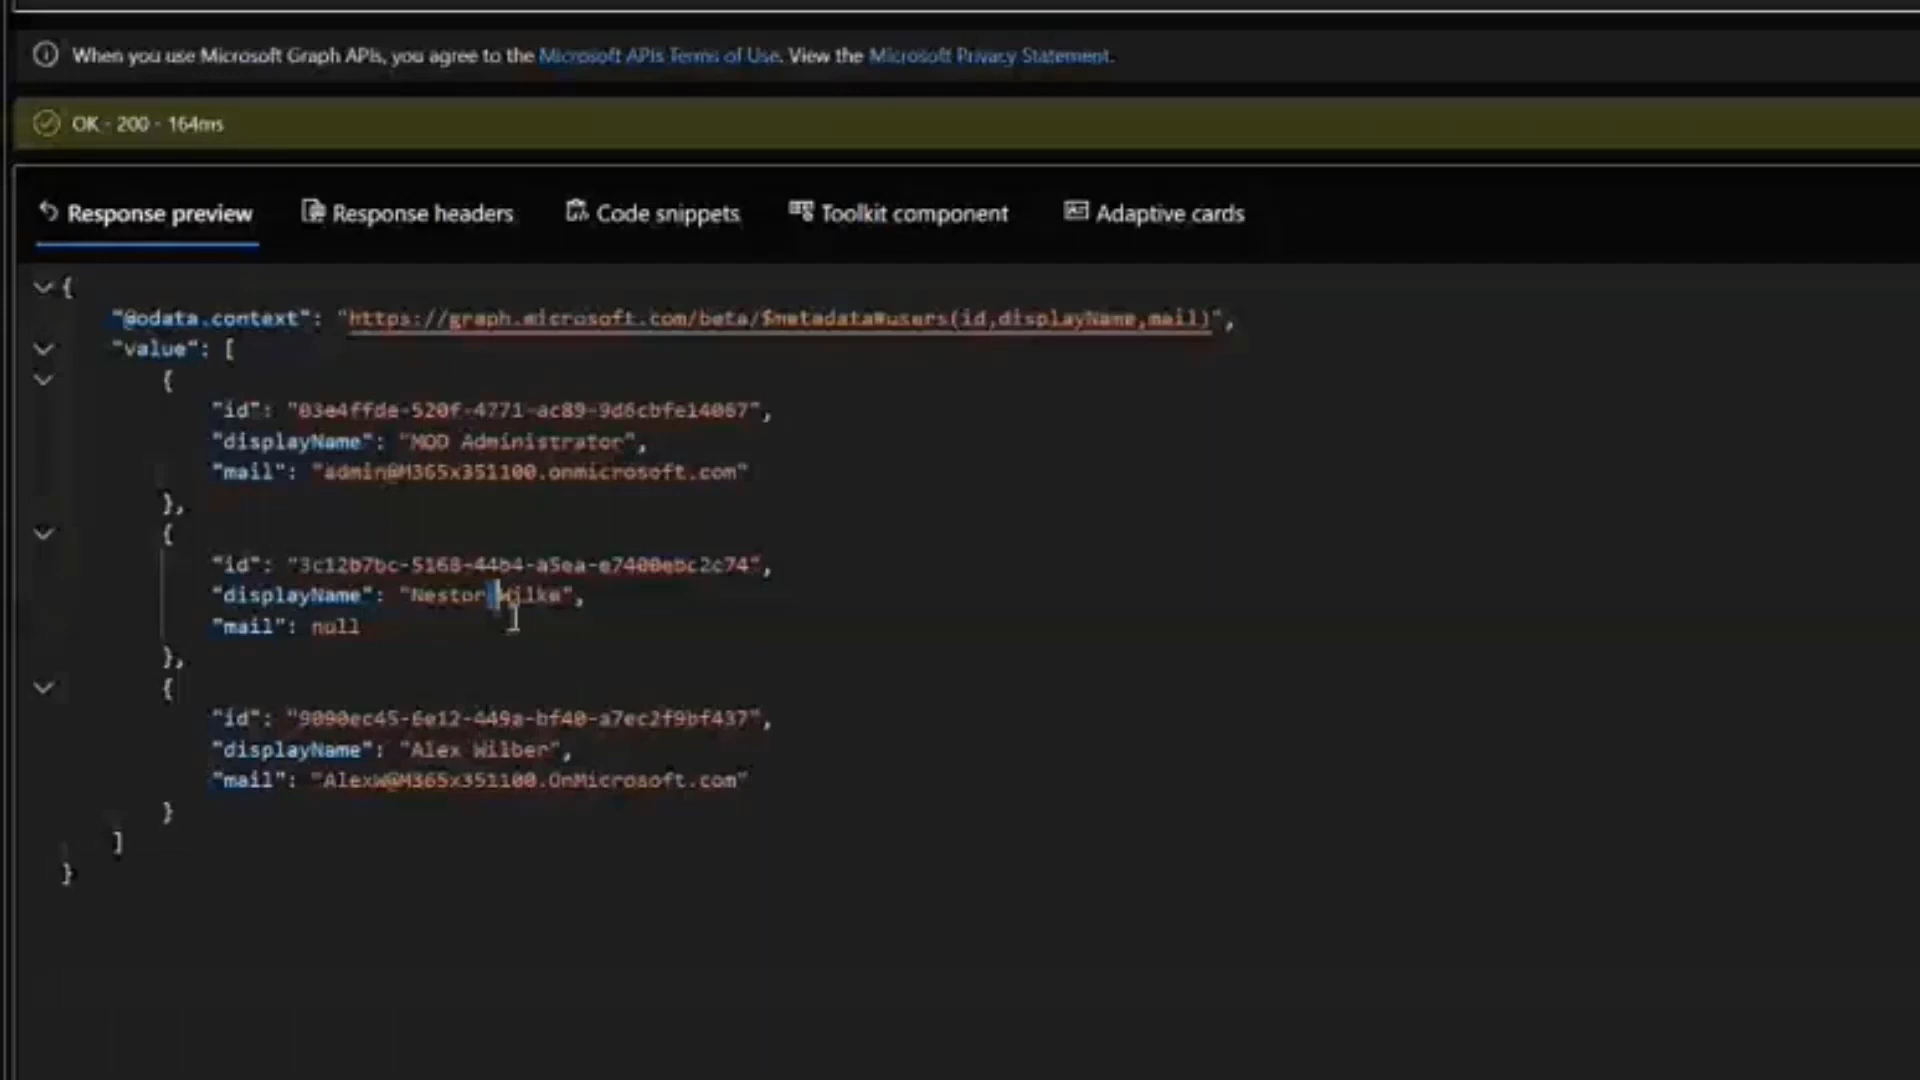 When you use Microsoft Graph APIs, you agree to the Microsoft APIs Terms of Use. View the Microsoft Privacy Statement.
OK - 200 - 164ms
Response preview Response headers Code snippets Toolkit component Adaptive cards
{
"@odata.context": "https://graph.microsoft.com/beta/$metadata#users(id,displayName,mail)",
"value": [
{
"id": "03e4ffde-520f-4771-ac89-9d6cbfe14067",
"displayName": "MOD Administrator",
"mail": "admin@M365x351100.onmicrosoft.com"
},
{
"id": "3c12b7bc-5168-44b4-a5ea-e7400ebc2c74",
"displayName": "Nestor Wilke",
"mail": null
},
{
"id": "9090ec45-6e12-449a-bf40-a7ec2f9bf437",
"displayName": "Alex Wilber",
"mail": "AlexW@M365x351100.OnMicrosoft.com"
}
]
}